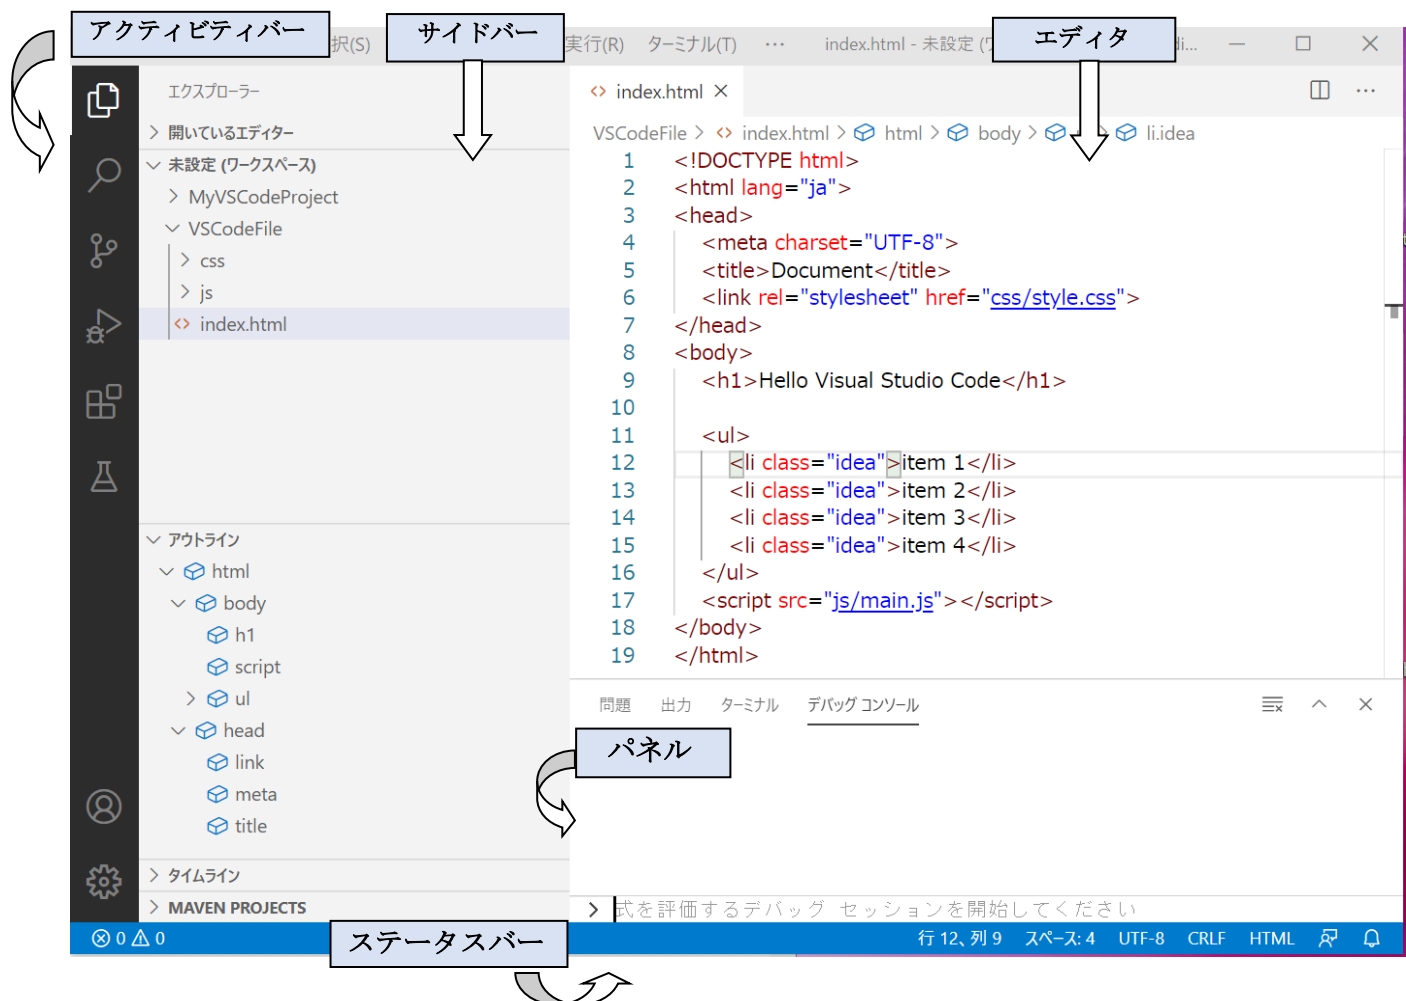 アクティビティバー
サイドバー
エディタ
択(S)
実行(R) ターミナル(T) ··· index.html - 未設定 (ワ
エクスプローラー
開いているエディター
未設定 (ワークスペース)
MyVSCodeProject
VSCodeFile
css
js
index.html
アウトライン
html
body
h1
script
ul
head
link
meta
title
タイムライン
MAVEN PROJECTS
index.html
VSCodeFile > index.html > html > body > li.idea
1 <!DOCTYPE html>
2 <html lang="ja">
3 <head>
4 <meta charset="UTF-8">
5 <title>Document</title>
6 <link rel="stylesheet" href="css/style.css">
7 </head>
8 <body>
9 <h1>Hello Visual Studio Code</h1>
10
11 <ul>
12 <li class="idea">item 1</li>
13 <li class="idea">item 2</li>
14 <li class="idea">item 3</li>
15 <li class="idea">item 4</li>
16 </ul>
17 <script src="js/main.js"></script>
18 </body>
19 </html>
問題 出力 ターミナル デバッグ コンソール
パネル
式を評価するデバッグ セッションを開始してください
ステータスバー
0 0
行 12、列 9 スペース: 4 UTF-8 CRLF HTML